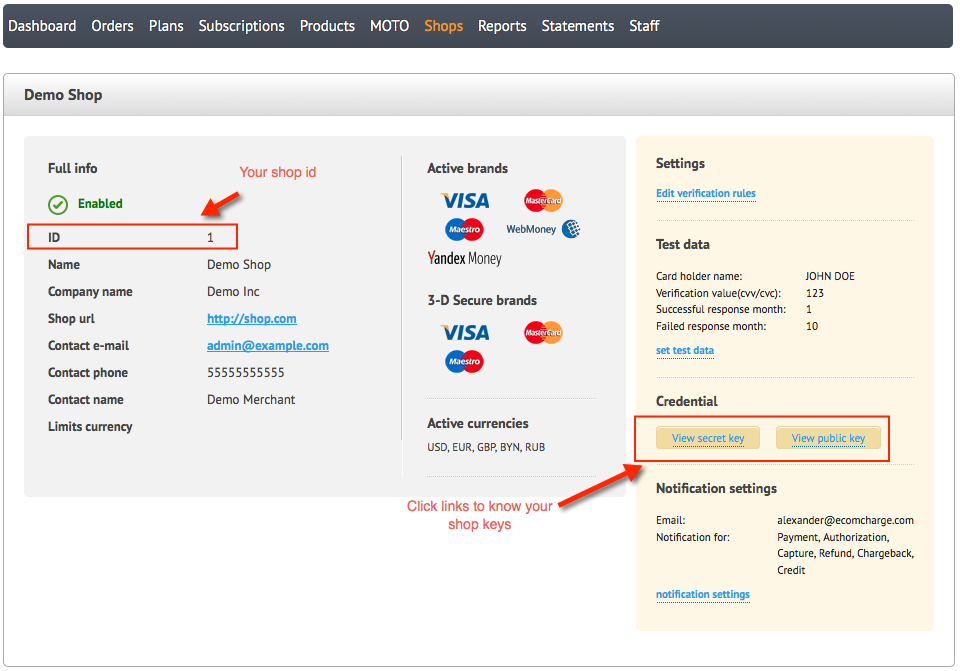 Dashboard Orders Plans Subscriptions Products MOTO Shops Reports Statements Staff
Demo Shop
Full info
Your shop id
Enabled
ID 1
Name Demo Shop
Company name Demo Inc
Shop url http://shop.com
Contact e-mail admin@example.com
Contact phone 55555555555
Contact name Demo Merchant
Limits currency
Active brands
VISA MasterCard
Maestro WebMoney
Yandex Money
3-D Secure brands
VISA MasterCard
Maestro
Active currencies
USD, EUR, GBP, BYN, RUB
Click links to know your
shop keys
Settings
Edit verification rules
Test data
Card holder name: JOHN DOE
Verification value(cvv/cvc): 123
Successful response month: 1
Failed response month: 10
set test data
Credential
View secret key View public key
Notification settings
Email: alexander@ecomcharge.com
Notification for: Payment, Authorization,
Capture, Refund, Chargeback,
Credit
notification settings